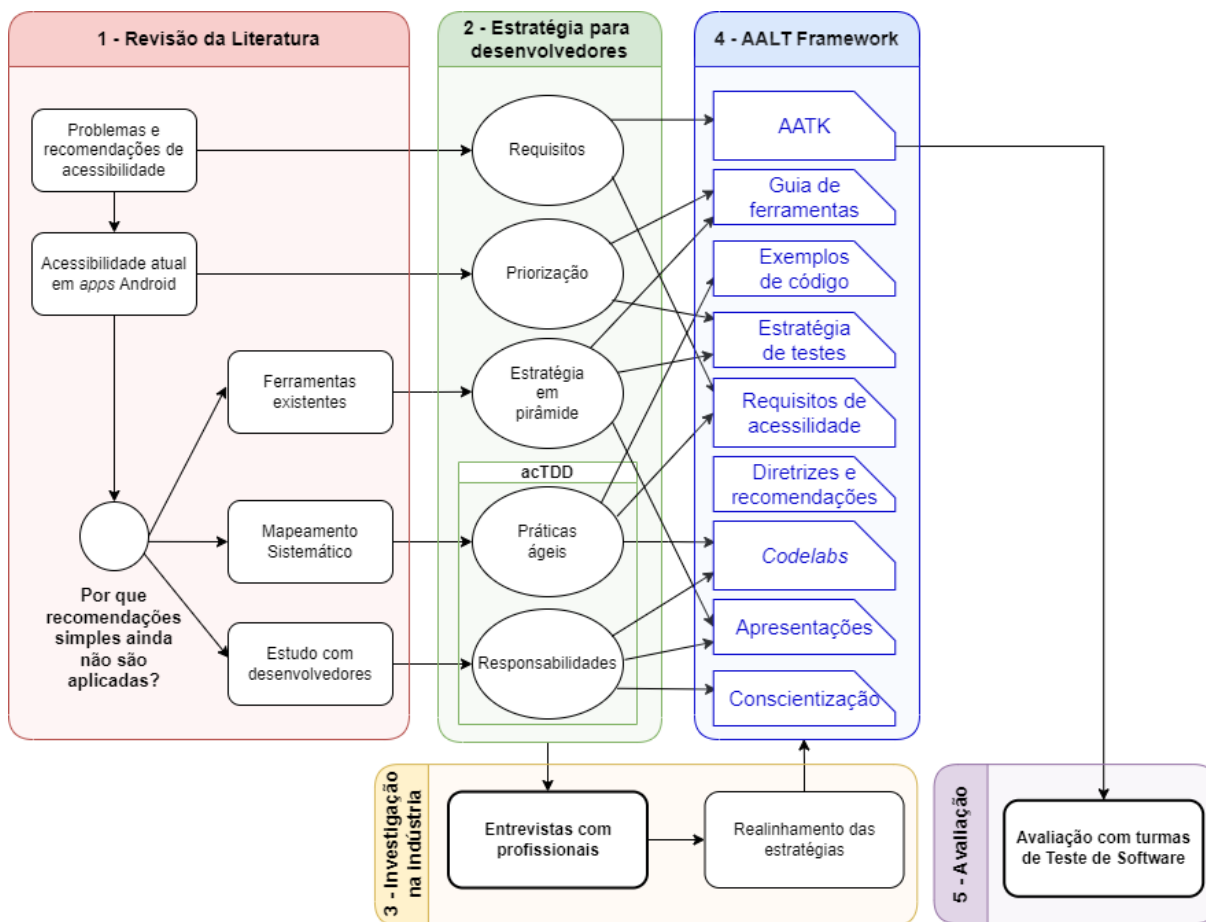 1 - Revisão da Literatura
Problemas e
recomendações de
acessibilidade
Acessibilidade atual
em apps Android
Ferramentas
existentes
Mapeamento
Sistemático
Por que
recomendações
simples ainda
não são
aplicadas?
Estudo com
desenvolvedores
2 - Estratégia para
desenvolvedores
Requisitos
Priorização
Estratégia
em
pirâmide
acTDD
Práticas
ágeis
Responsabilidades
4 - AALT Framework
AATK
Guia de
ferramentas
Exemplos
de código
Estratégia
de testes
Requisitos de
acessilidade
Diretrizes e
recomendações
Codelabs
Apresentações
Conscientização
3 - Investigação
na Indústria
Entrevistas com
profissionais
Realinhamento das
estratégias
5 - Avaliação
Avaliação com turmas
de Teste de Software